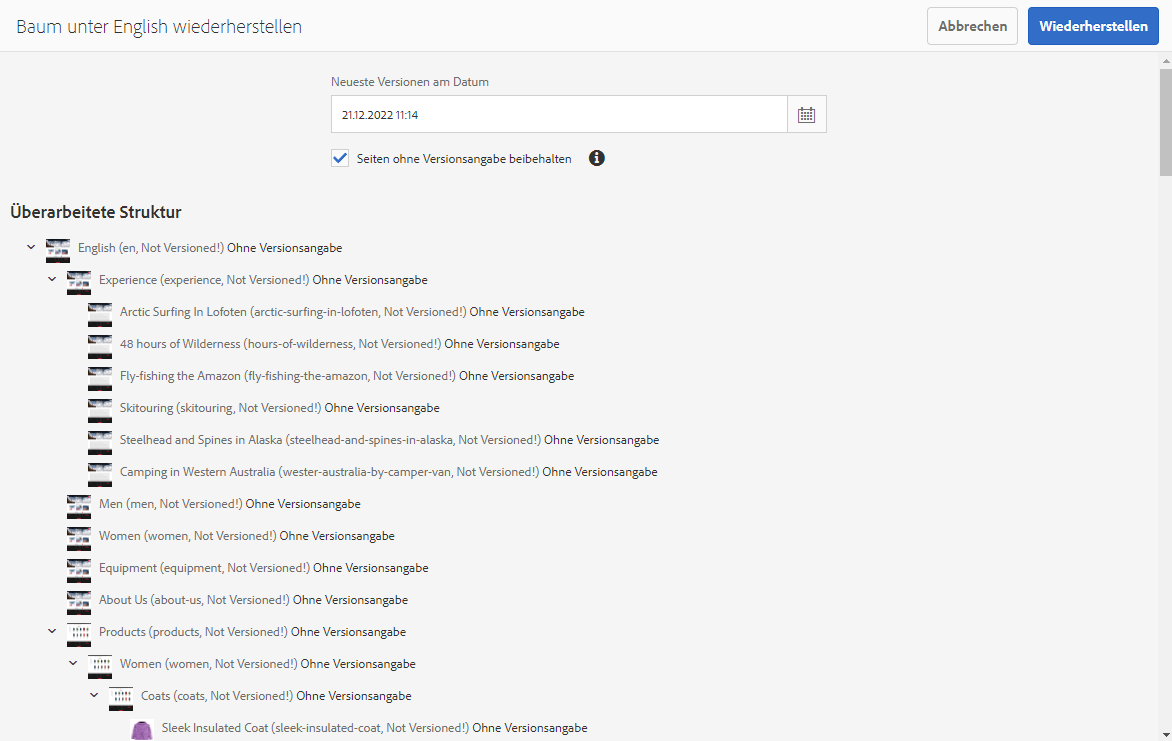 Baum unter English wiederherstellen
Abbrechen
Wiederherstellen
Neueste Versionen am Datum
21.12.2022 11:14
Seiten ohne Versionsangabe beibehalten
Überarbeitete Struktur
English (en, Not Versioned!) Ohne Versionsangabe
Experience (experience, Not Versioned!) Ohne Versionsangabe
Arctic Surfing In Lofoten (arctic-surfing-in-lofoten, Not Versioned!) Ohne Versionsangabe
48 hours of Wilderness (hours-of-wilderness, Not Versioned!) Ohne Versionsangabe
Fly-fishing the Amazon (fly-fishing-the-amazon, Not Versioned!) Ohne Versionsangabe
Skitouring (skitouring, Not Versioned!) Ohne Versionsangabe
Steelhead and Spines in Alaska (steelhead-and-spines-in-alaska, Not Versioned!) Ohne Versionsangabe
Camping in Western Australia (wester-australia-by-camper-van, Not Versioned!) Ohne Versionsangabe
Men (men, Not Versioned!) Ohne Versionsangabe
Women (women, Not Versioned!) Ohne Versionsangabe
Equipment (equipment, Not Versioned!) Ohne Versionsangabe
About Us (about-us, Not Versioned!) Ohne Versionsangabe
Products (products, Not Versioned!) Ohne Versionsangabe
Women (women, Not Versioned!) Ohne Versionsangabe
Coats (coats, Not Versioned!) Ohne Versionsangabe
Sleek Insulated Coat (sleek-insulated-coat, Not Versioned!) Ohne Versionsangabe